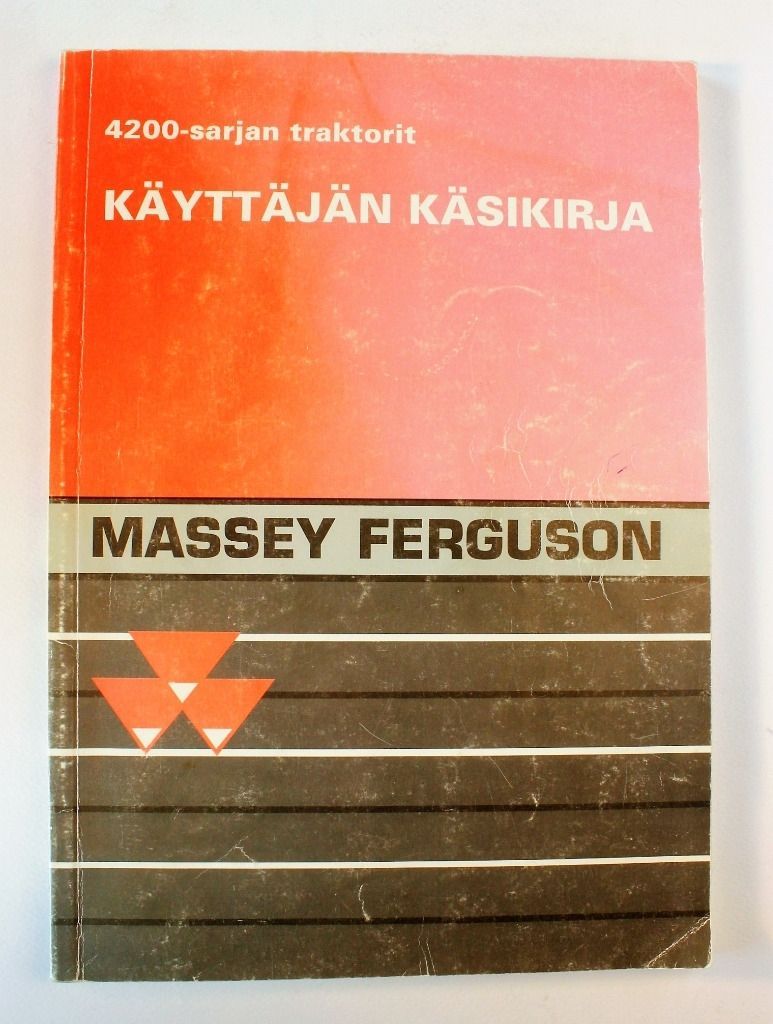 4200-sarjan traktorit
KÄYTTÄJÄN KÄSIKIRJA
MASSEY FERGUSON